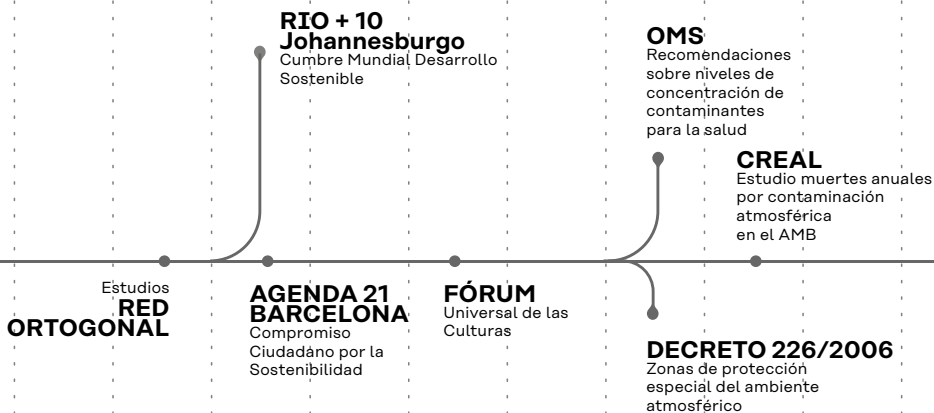 RIO + 10
Johannesburgo
Cumbre Mundial Desarrollo
Sostenible
OMS
Recomendaciones
sobre niveles de
concentración de
contaminantes
para la salud
CREAL
Estudio muertes anuales
por contaminación
atmosférica
en el AMB
Estudios
RED
ORTOGONAL
AGENDA 21
BARCELONA
Compromiso
Ciudadano por la
Sostenibilidad
FÓRUM
Universal de las
Culturas
DECRETO 226/2006
Zonas de protección
especial del ambiente
atmosférico